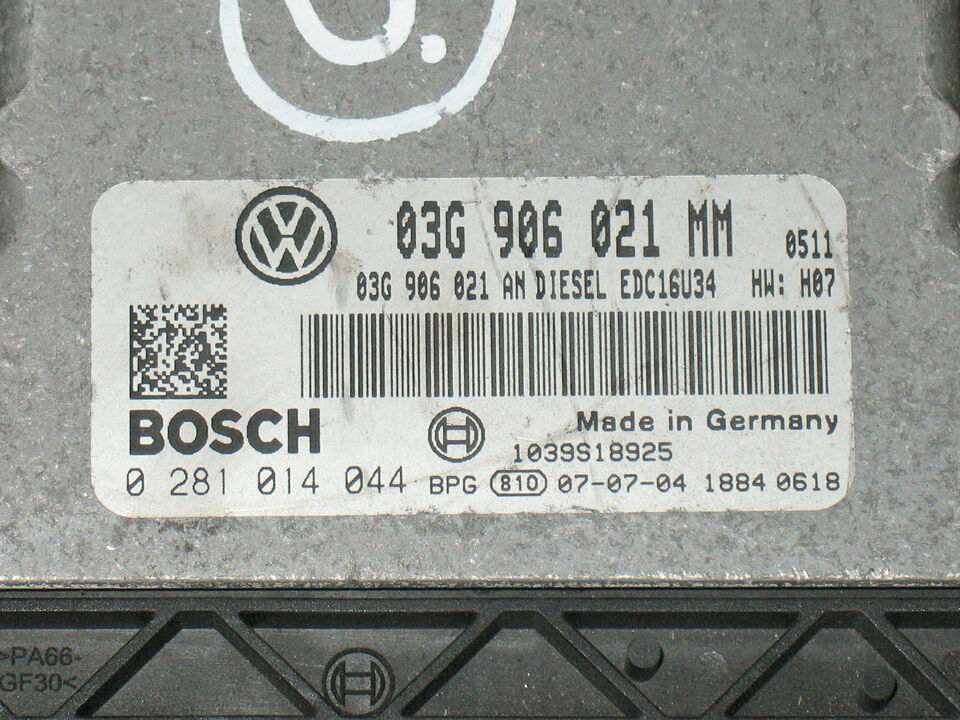 03G 906 021 MM 0511
03G 906 021 AN DIESEL EDC16U34 HW: H07
BOSCH
Made in Germany
1039S18925
0 281 014 044 BPG 810 07-07-04 1884 0618
>PA66-
GF30<